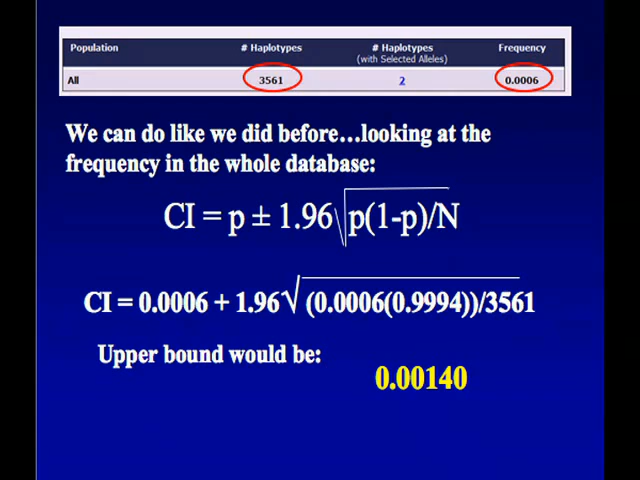 Population # Haplotypes # Haplotypes Frequency
(with Selected Alleles)
All 3561 2 0.0006
We can do like we did before...looking at the
frequency in the whole database:
CI = p ± 1.96√p(1-p)/N
CI = 0.0006 + 1.96√(0.0006(0.9994))/3561
Upper bound would be:
0.00140